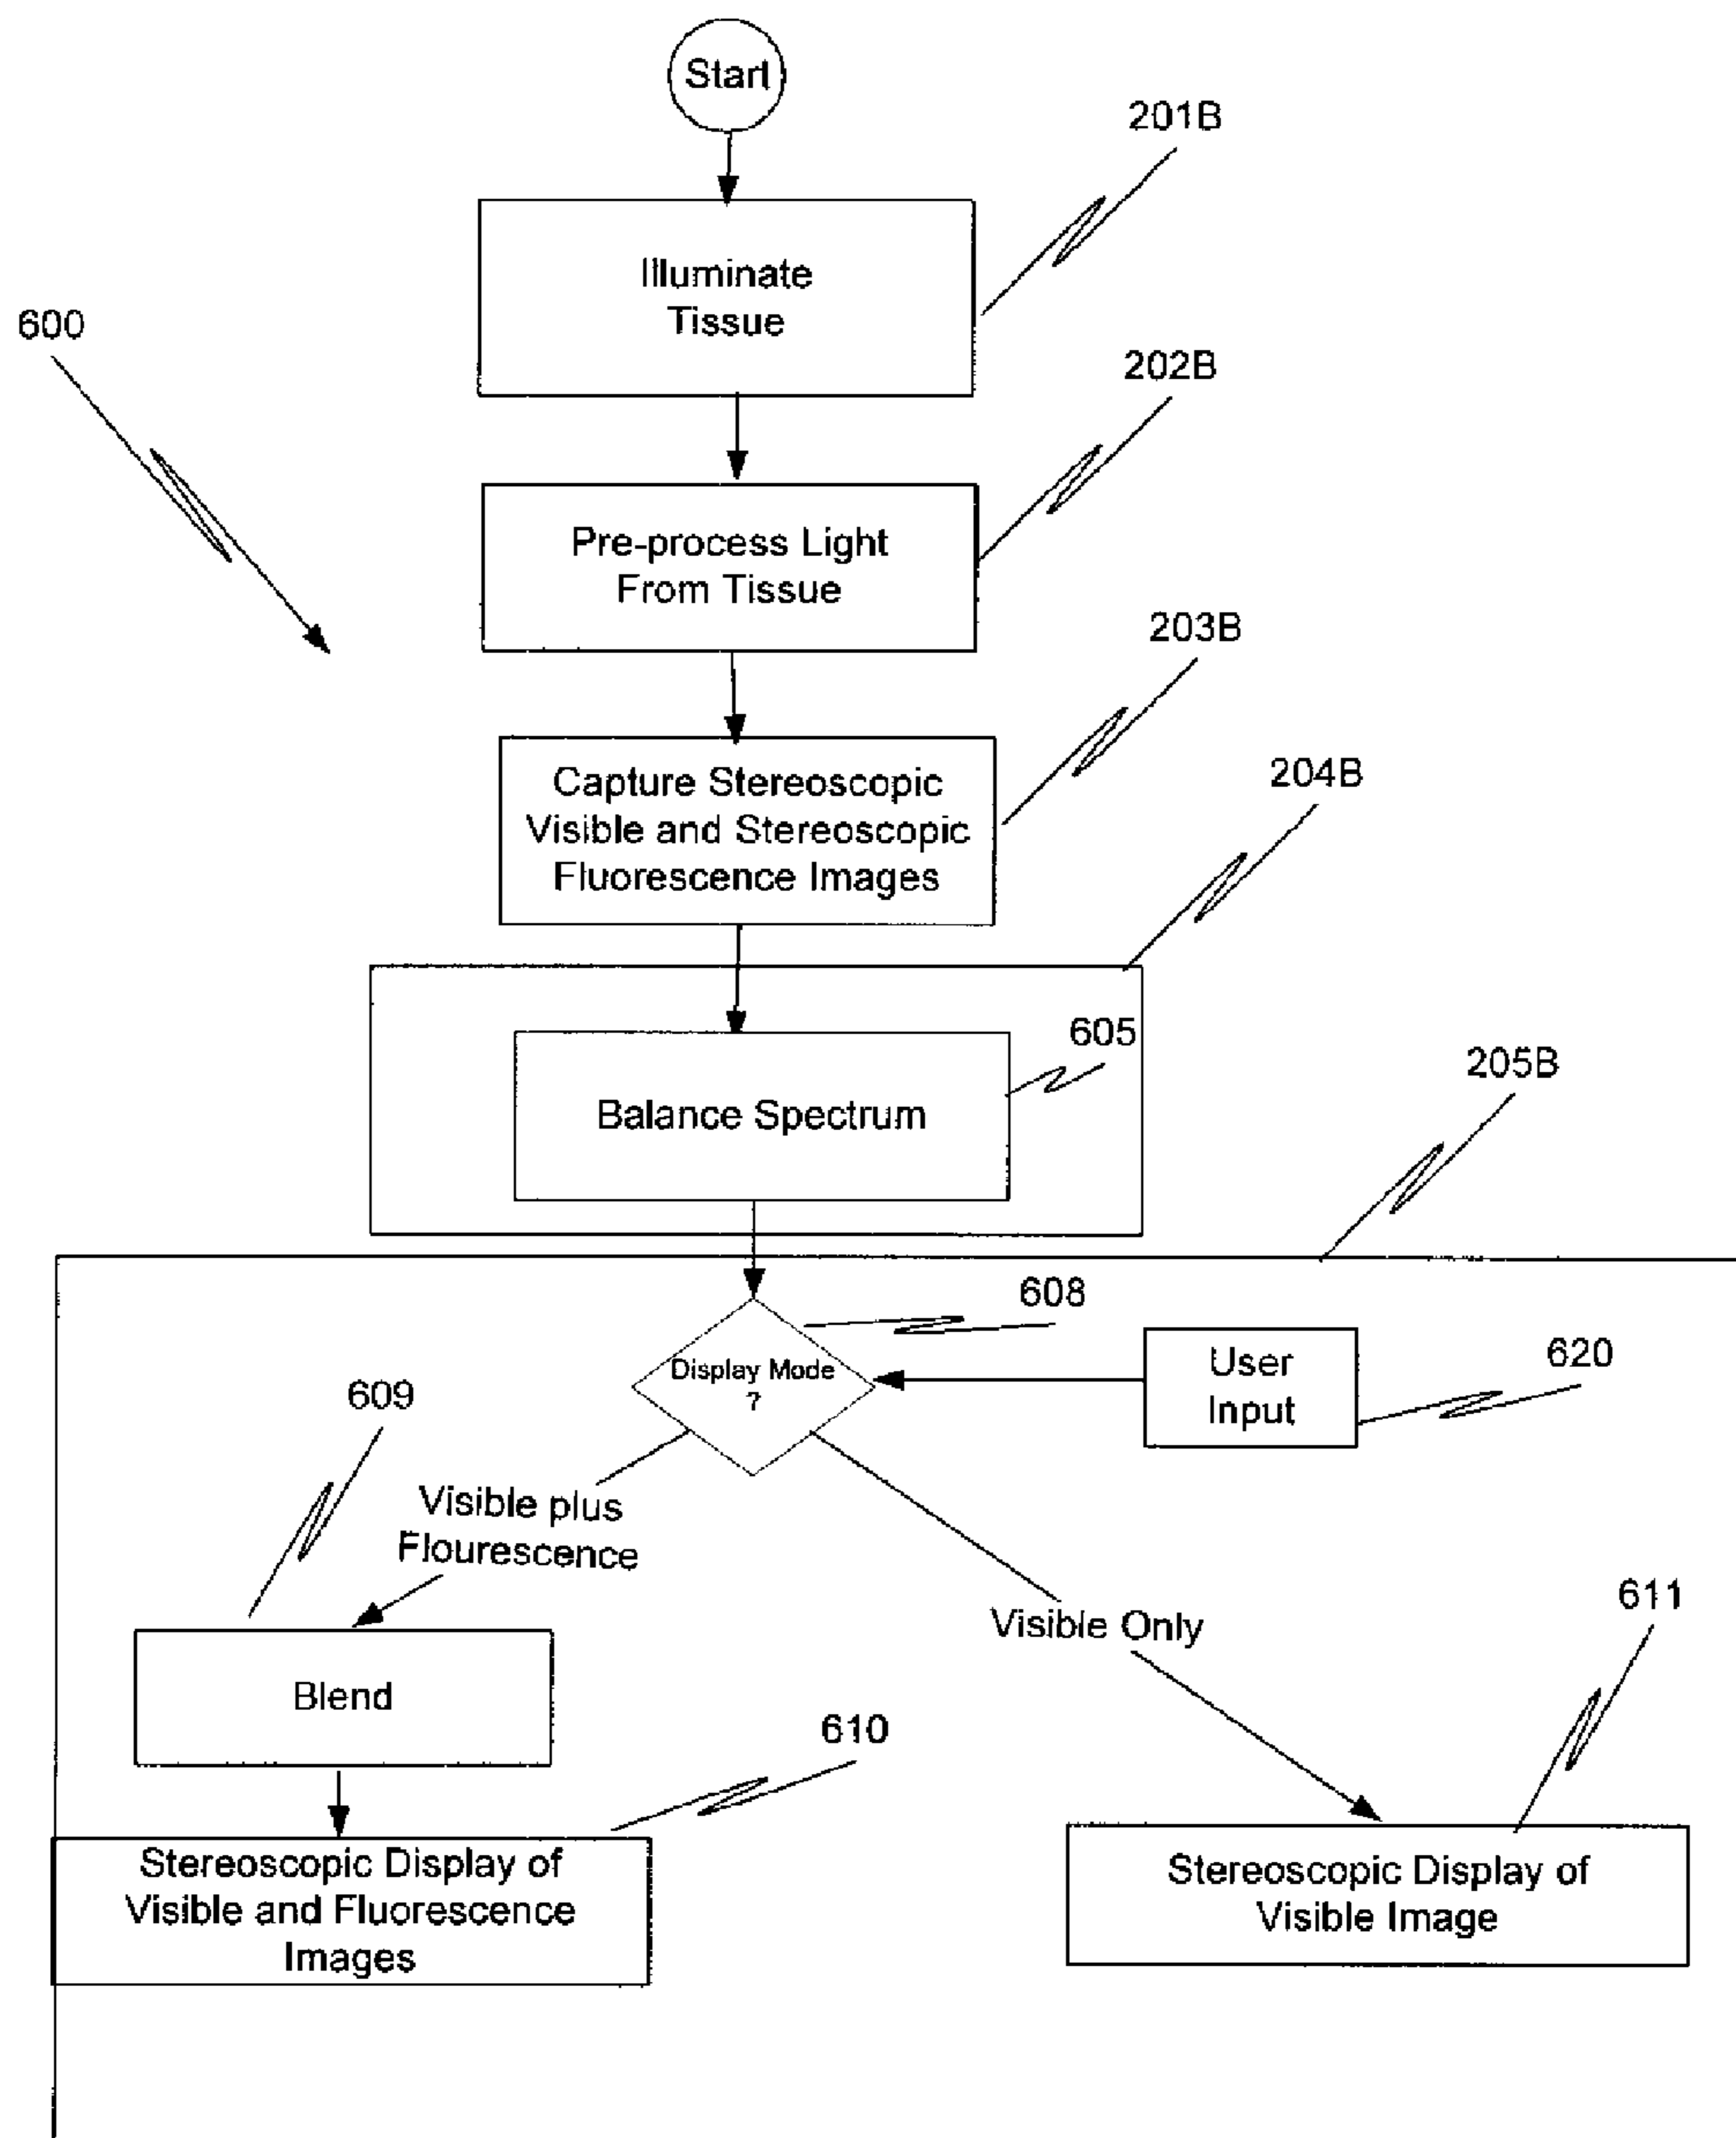 Start
201B
Illuminate
Tissue
600
202B
Pre-process Light
From Tissue
203B
Capture Stereoscopic
Visible and Stereoscopic
Fluorescence Images
204B
605
Balance Spectrum
205B
608
Display Mode
?
User
Input
620
609
Visible plus
Flourescence
Visible Only
611
Blend
610
Stereoscopic Display of
Visible and Fluorescence
Images
Stereoscopic Display of
Visible Image